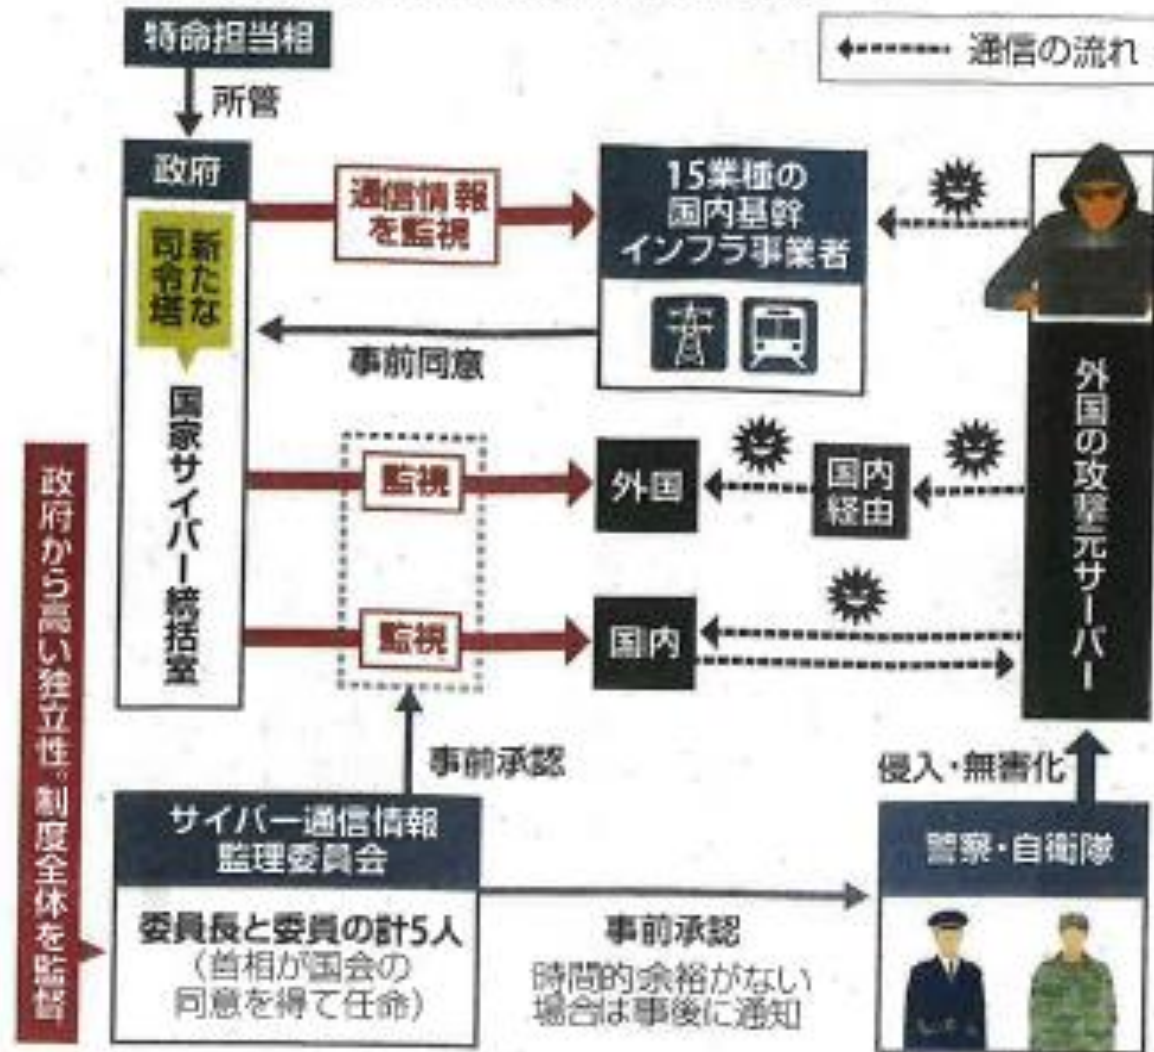 特命担当相
通信の流れ
所管
政府
新たな
司令塔
国家サイバー統括室
通信情報
を監視
15業種の
国内基幹
インフラ事業者
事前同意
監視
外国
国内
経由
監視
国内
外国の攻撃元サーバー
政府から高い独立性。制度全体を監督
事前承認
侵入・無害化
サイバー通信情報
監理委員会
委員長と委員の計5人
(首相が国会の
同意を得て任命)
事前承認
時間的余裕がない
場合は事後に通知
警察・自衛隊